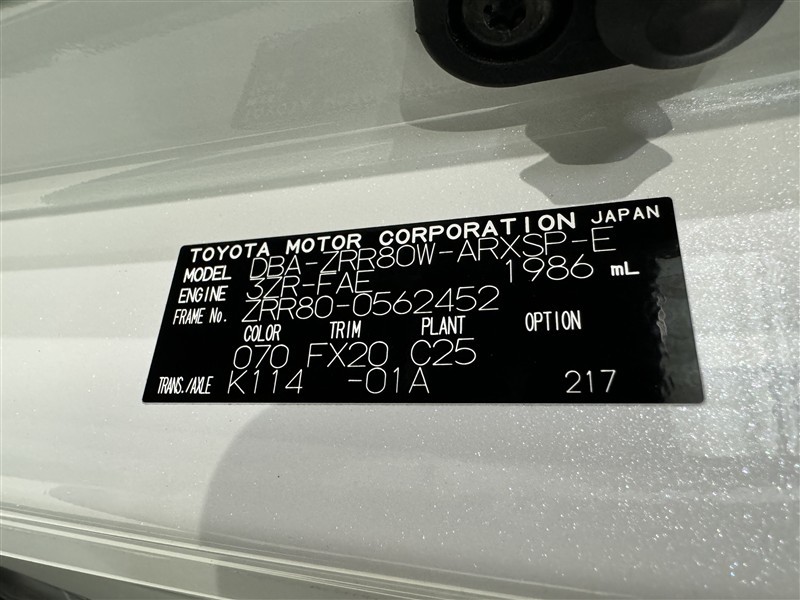 TOYOTA MOTOR CORPORATION JAPAN
MODEL DBA-ZRR80W-ARXSP-E
ENGINE 3ZR-FAE 1986 mL
FRAME No. ZRR80-0562452
COLOR TRIM PLANT OPTION
070 FX20 C25
TRANS./AXLE K114 -01A 217